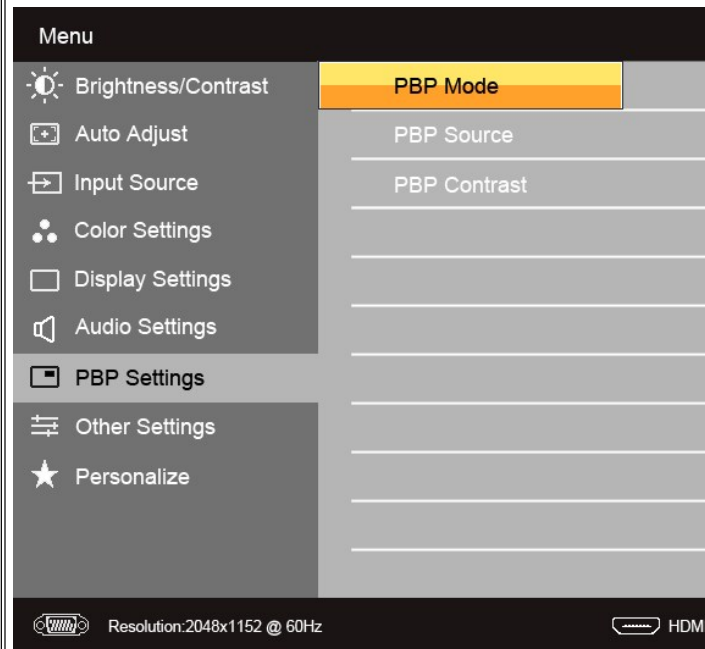 Menu
Brightness/Contrast
Auto Adjust
Input Source
Color Settings
Display Settings
Audio Settings
PBP Settings
Other Settings
Personalize
PBP Mode
PBP Source
PBP Contrast
Resolution:2048x1152 @ 60Hz
HDM